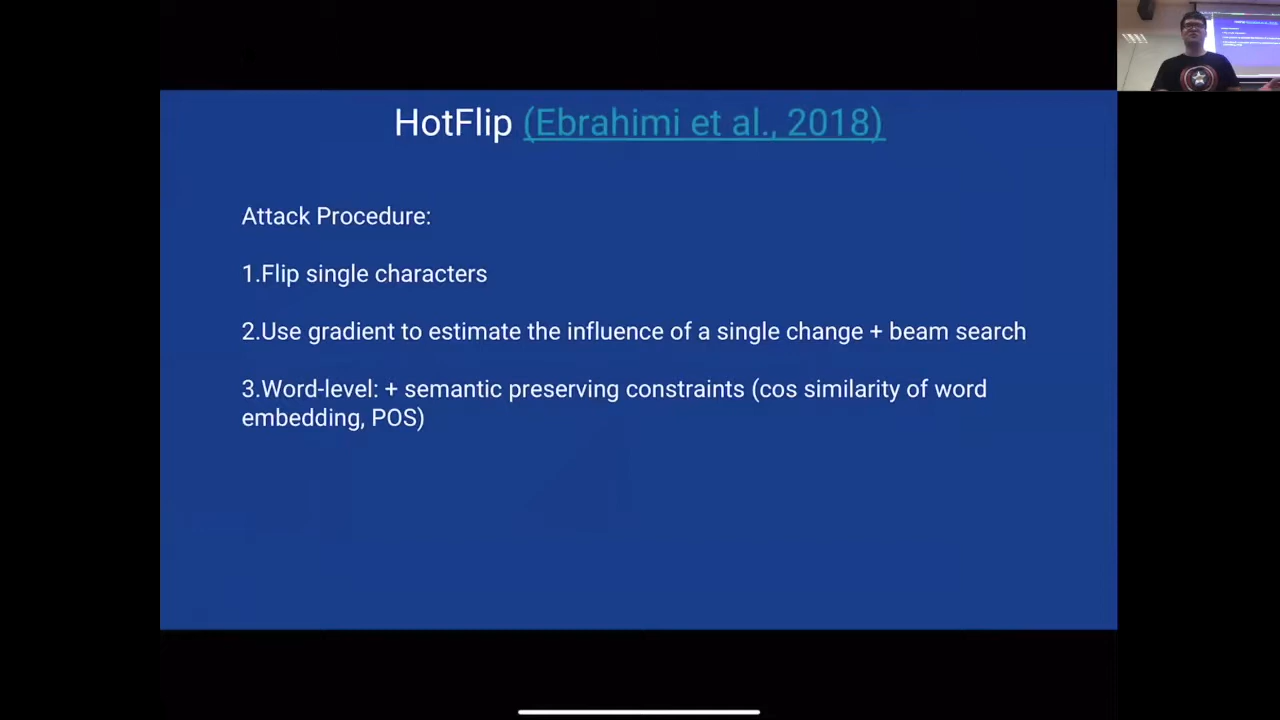 HotFlip (Ebrahimi et al., 2018)
Attack Procedure:
1.Flip single characters
2.Use gradient to estimate the influence of a single change + beam search
3.Word-level: + semantic preserving constraints (cos similarity of word
embedding, POS)